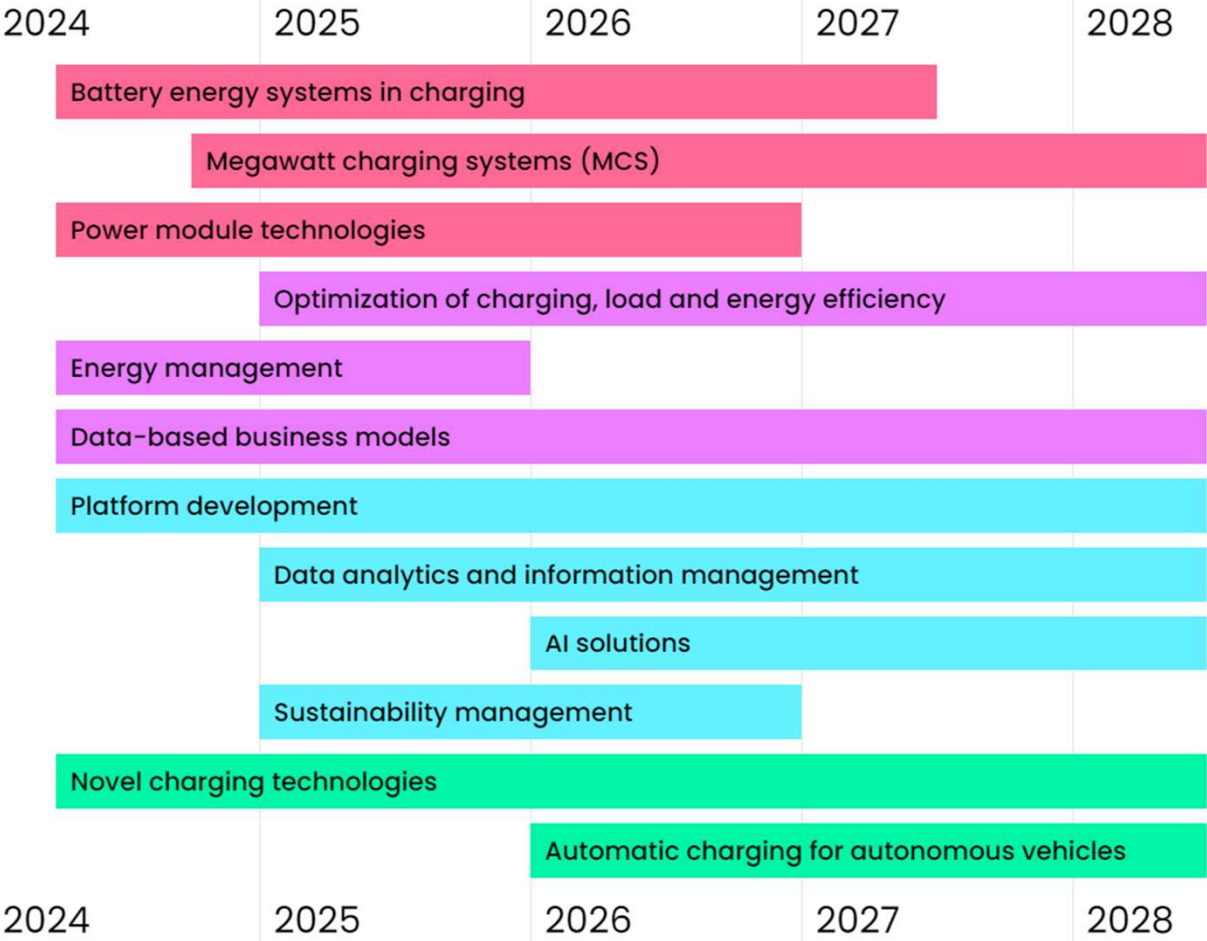 2024 2025 2026 2027 2028
Battery energy systems in charging
Megawatt charging systems (MCS)
Power module technologies
Optimization of charging, load and energy efficiency
Energy management
Data-based business models
Platform development
Data analytics and information management
AI solutions
Sustainability management
Novel charging technologies
Automatic charging for autonomous vehicles
2024 2025 2026 2027 2028